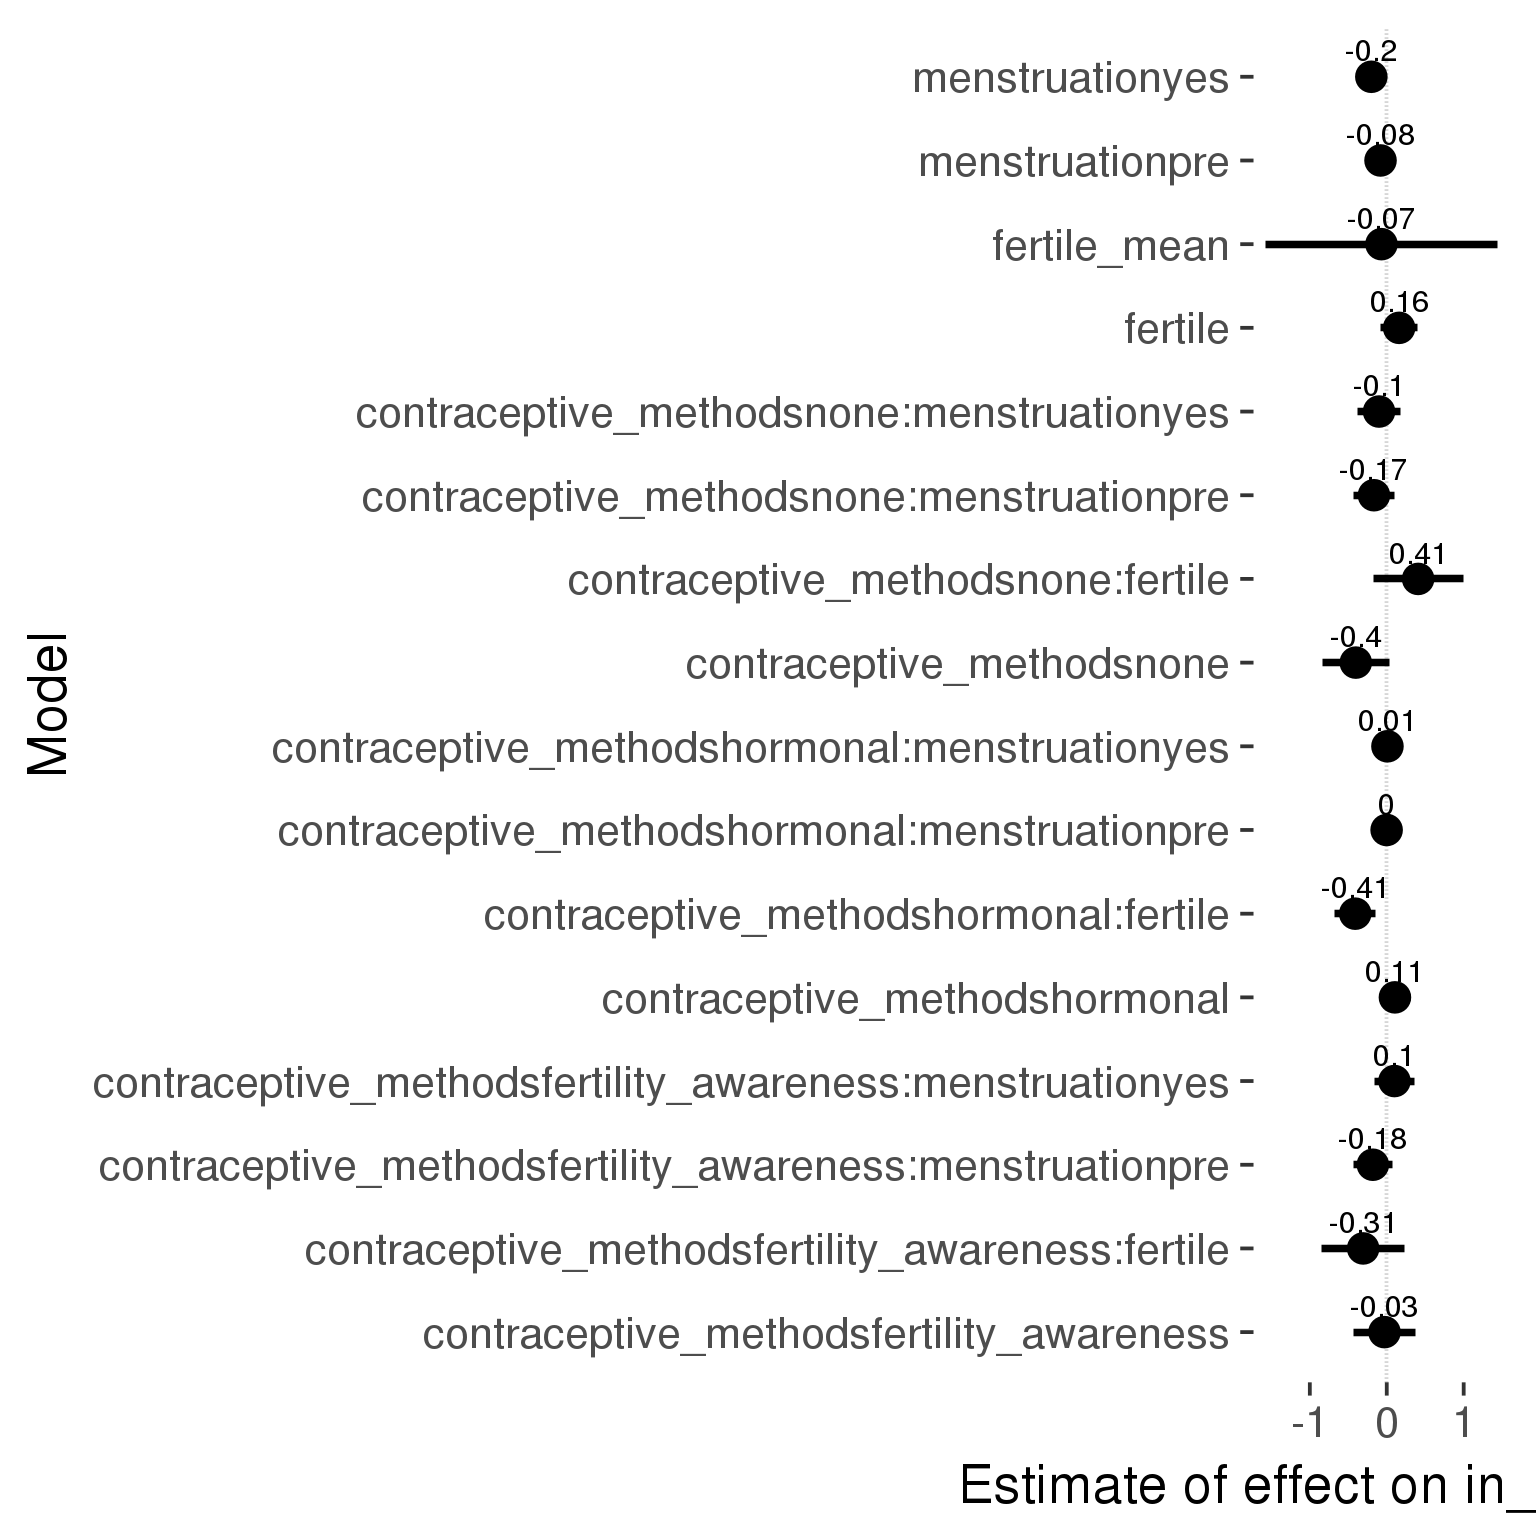 menstruationyes
-0.2
menstruationpre
-0.08
fertile_mean
-0.07
fertile
0.16
contraceptive_methodsnone:menstruationyes
-0.1
contraceptive_methodsnone:menstruationpre
-0.17
contraceptive_methodsnone:fertile
0.41
contraceptive_methodsnone
-0.4
contraceptive_methodshormonal:menstruationyes
0.01
contraceptive_methodshormonal:menstruationpre
0
contraceptive_methodshormonal:fertile
-0.41
contraceptive_methodshormonal
0.11
contraceptive_methodsfertility_awareness:menstruationyes
0.1
contraceptive_methodsfertility_awareness:menstruationpre
-0.18
contraceptive_methodsfertility_awareness:fertile
-0.31
contraceptive_methodsfertility_awareness
-0.03
Model
-1 0 1
Estimate of effect on in_